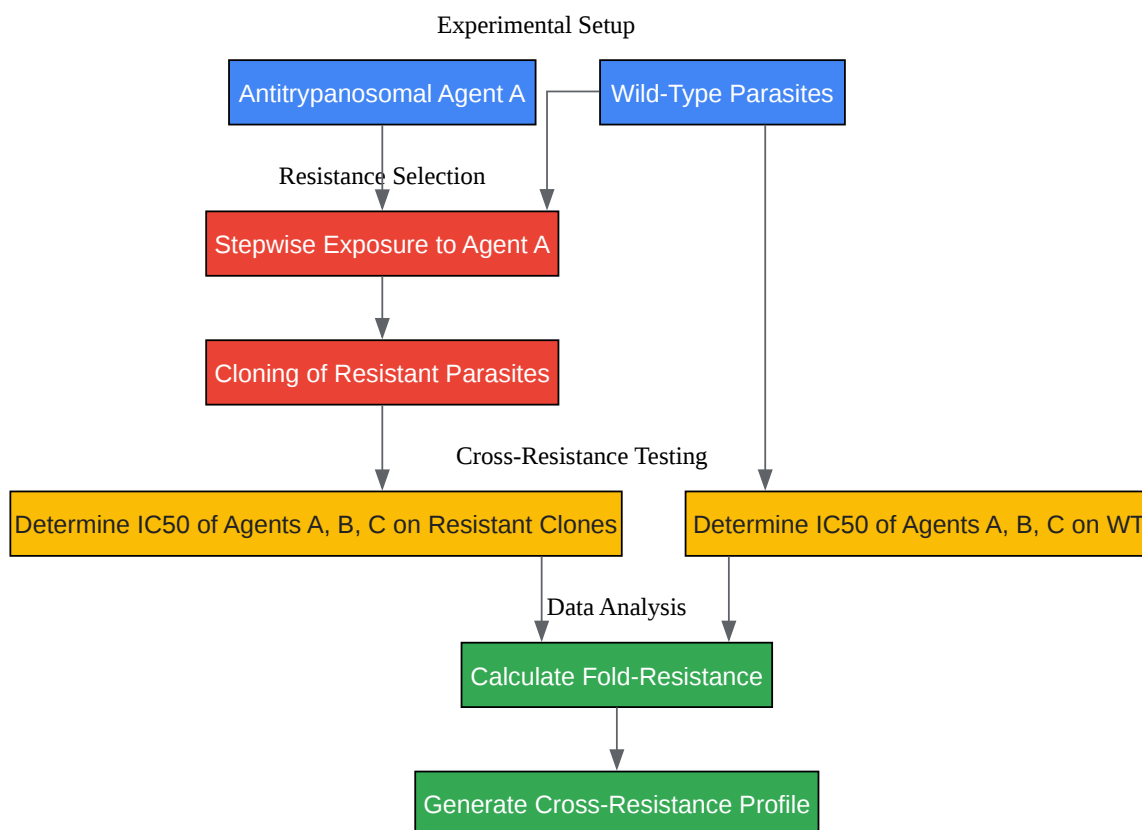 Experimental Setup
Antitrypanosomal Agent A
Wild-Type Parasites
Resistance Selection
Stepwise Exposure to Agent A
Cloning of Resistant Parasites
Cross-Resistance Testing
Determine IC50 of Agents A, B, C on Resistant Clones
Determine IC50 of Agents A, B, C on WT
Data Analysis
Calculate Fold-Resistance
Generate Cross-Resistance Profile